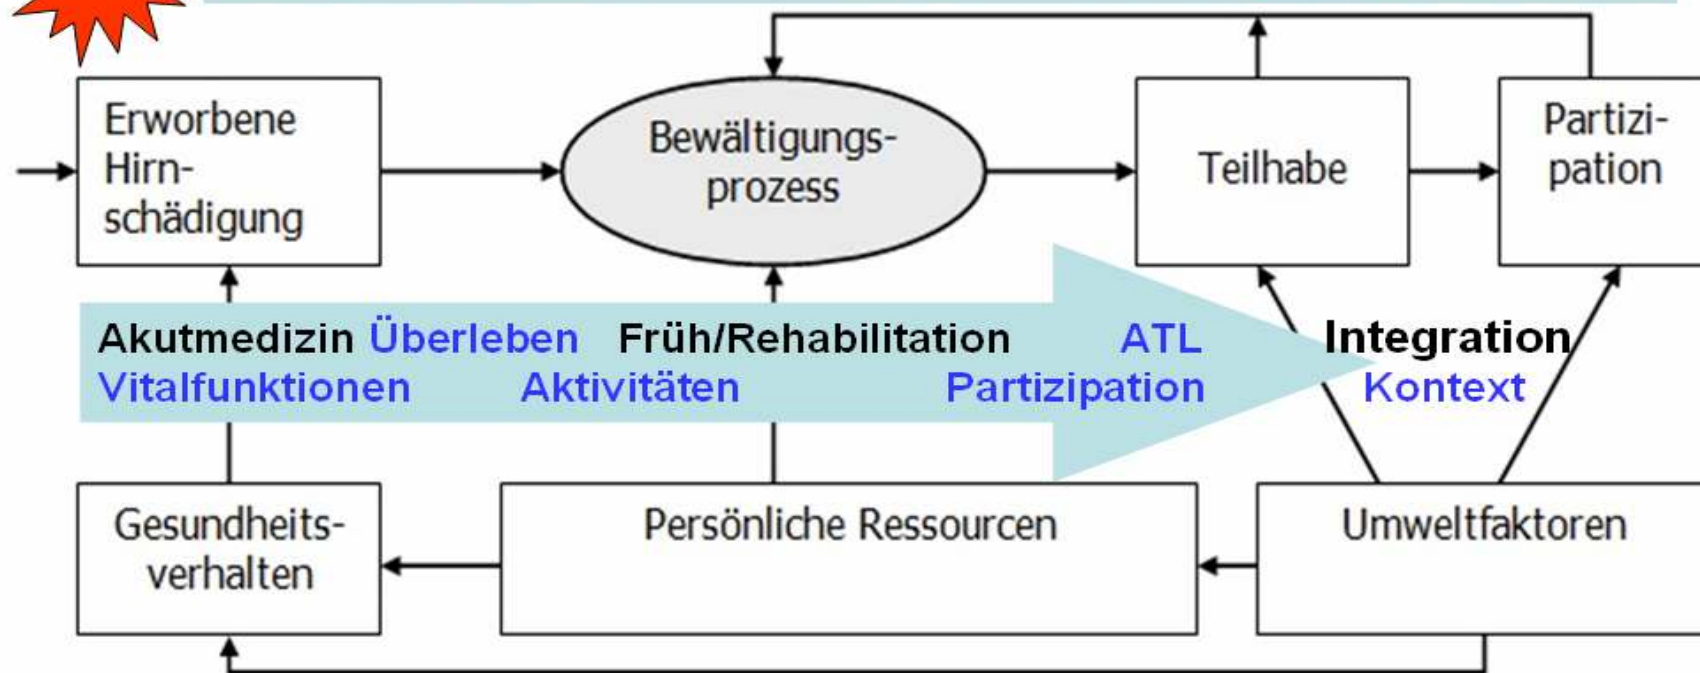 Erworbene
Hirn-
schädigung
Bewältigungs-
prozess
Teilhabe
Partizi-
pation
Akutmedizin Überleben Früh/Rehabilitation ATL Integration
Vitalfunktionen Aktivitäten Partizipation Kontext
Gesundheits-
verhalten
Persönliche Ressourcen
Umweltfaktoren